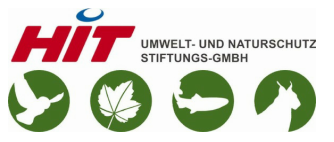 HIT
UMWELT- UND NATURSCHUTZ
STIFTUNGS-GMBH